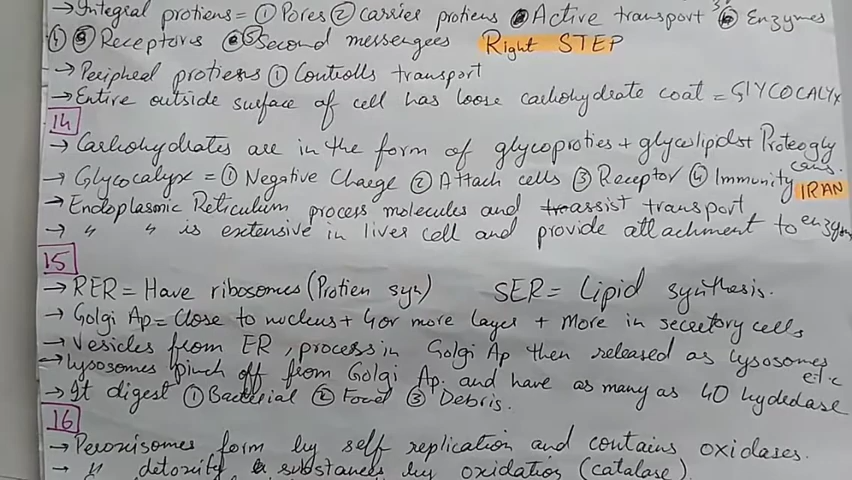 → Integral protiens = ① Pores ② Carrier protiens Active transport Enzymes
Receptors Second messengees Right STEP
→ Peripheal protiens ① Controlls transport
→ Entire outside surface of cell has loose carbohydrate coat = GLYCOCALYX
14
→ Carbohydrates are in the form of glycoproties + glycolipids + Proteogly
cans.
→ Glycocalyx = ① Negative Charge ② Attach cells ③ Receptor ④ Immunity IRAN
→ Endoplasmic Reticulum process molecules and assist transport
→ " " is extensive in liver cell and provide attachment to enzym
15
→ RER = Have ribosomes (Protien syn) SER = Lipid synthesis.
→ Golgi Ap = Close to nucleus + 4 or more layer + More in secretory cells
→ Vesicles from ER, process in Golgi Ap then released as lysosomes
etc
→ Lysosomes pinch off from Golgi Ap. and have as many as 40 hydedase
→ It digest ① Bacterial ② Food ③ Debris.
16
→ Peroxisomes form by self replication and contains oxidases.
→ " detoxify substances by oxidation (catalase).